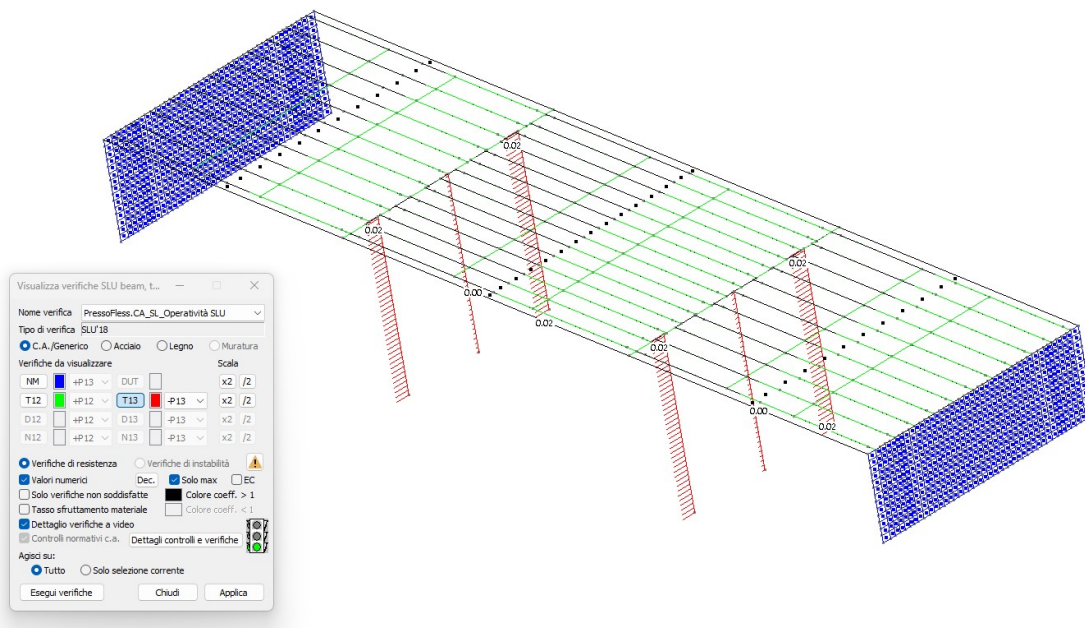 0.02
0.02
0.00
0.02
0.02
0.02
0.00
0.02
Visualizza verifiche SLU beam, t...
Nome verifica PressoFless.CA_SL_Operatività SLU
Tipo di verifica SLU'18
C.A./Generico Acciaio Legno Muratura
Verifiche da visualizzare Scala
NM +P13 DUT x2 /2
T12 +P12 T13 -P13 x2 /2
D12 +P12 D13 -P13 x2 /2
N12 +P12 N13 -P13 x2 /2
Verifiche di resistenza Verifiche di instabilità
Valori numerici Dec. Solo max EC
Solo verifiche non soddisfatte Colore coeff. > 1
Tasso sfruttamento materiale Colore coeff. < 1
Dettaglio verifiche a video
Controlli normativi c.a. Dettagli controlli e verifiche
Agisci su:
Tutto Solo selezione corrente
Esegui verifiche Chiudi Applica